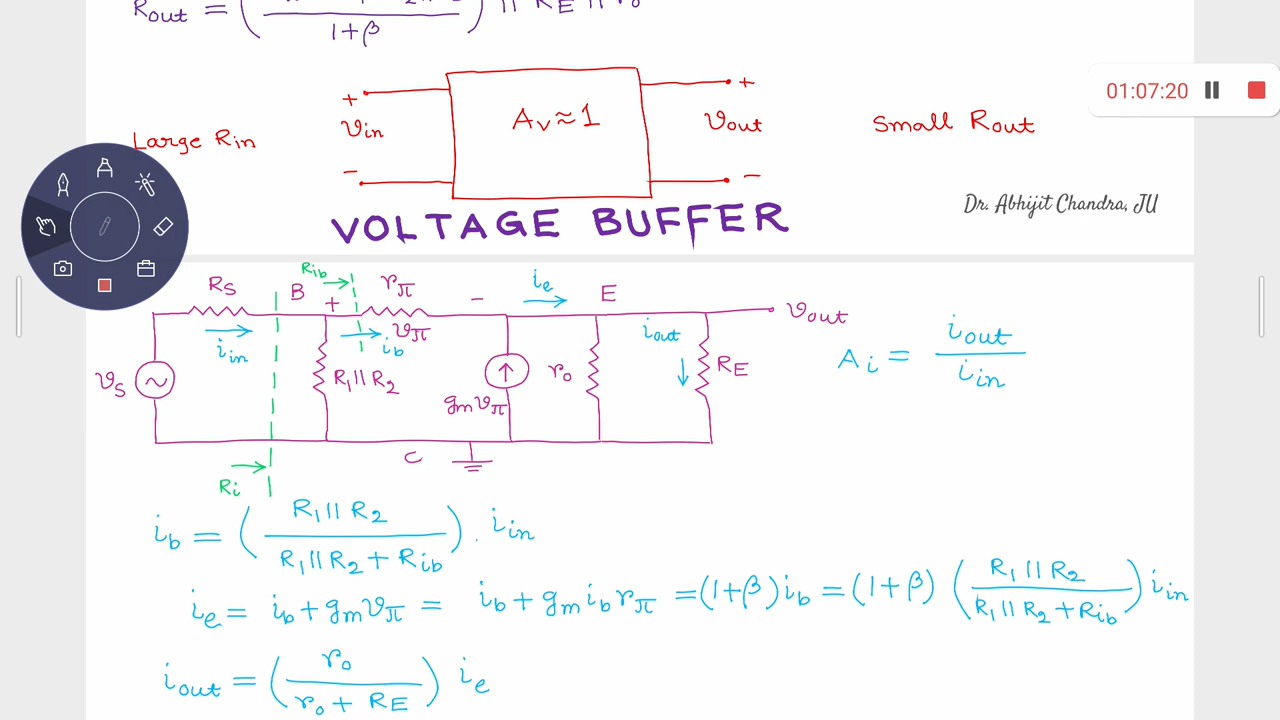 Rout = ( / 1+β ) || RE || ro
01:07:20
+ +
Large Rin vin Av ≈ 1 vout Small Rout
- -
Dr. Abhijit Chandra, JU
VOLTAGE BUFFER
Rib
RS B + rπ - ie E
iin vπ ib iout vout
vS R1||R2 gmvπ ro RE
Ai = iout / iin
C
Ri
ib = ( R1||R2 / R1||R2 + Rib ) . iin
ie = ib + gmvπ = ib + gm ib rπ = (1+β) ib = (1+β) ( R1||R2 / R1||R2 + Rib ) iin
iout = ( ro / ro + RE ) ie